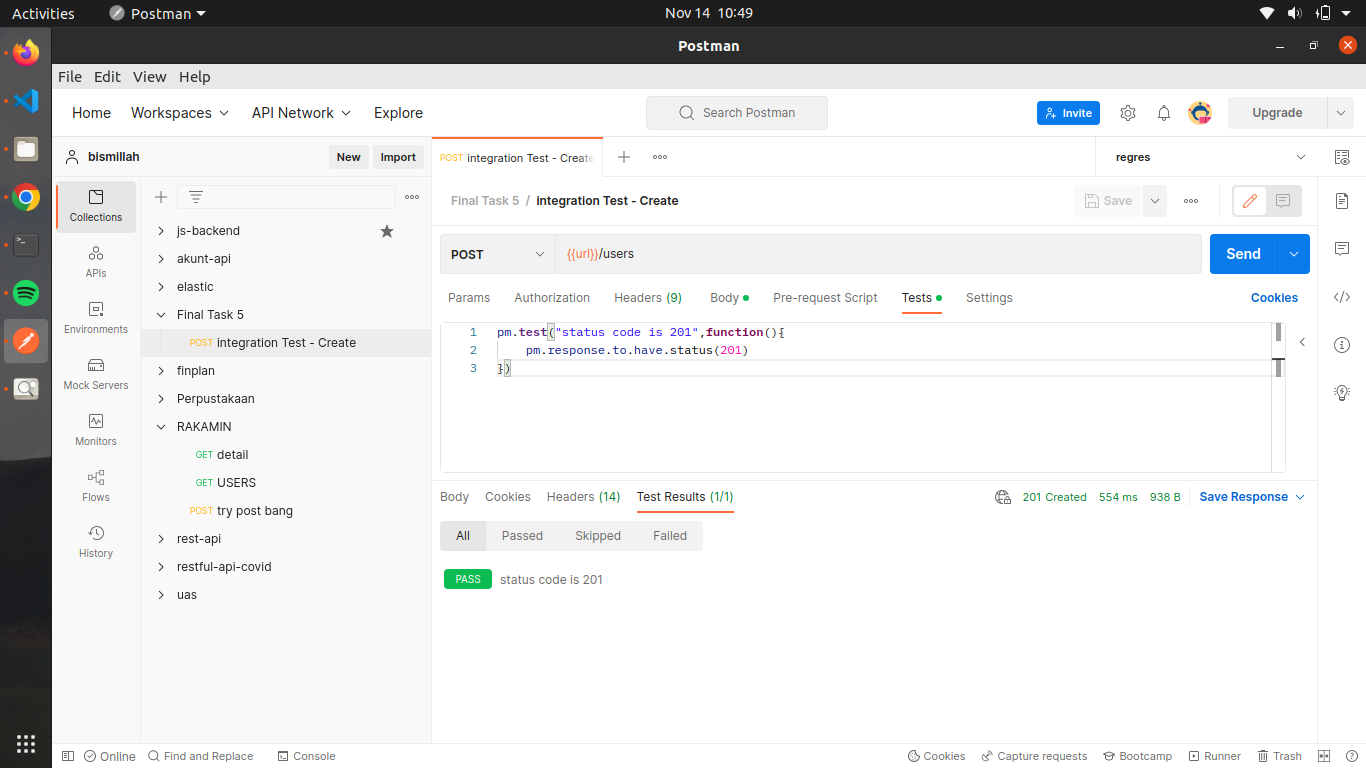 Activities Postman Nov 14 10:49
Postman
File Edit View Help
Home Workspaces API Network Explore Search Postman Invite Upgrade
bismillah New Import POST integration Test - Create regres
Final Task 5 / integration Test - Create Save
Collections
APIs
Environments
Mock Servers
Monitors
Flows
History
js-backend
akunt-api
elastic
Final Task 5
POST integration Test - Create
finplan
Perpustakaan
RAKAMIN
GET detail
GET USERS
POST try post bang
rest-api
restful-api-covid
uas
POST {{url}}/users Send
Params Authorization Headers (9) Body Pre-request Script Tests Settings Cookies
1 pm.test("status code is 201",function(){
2 pm.response.to.have.status(201)
3 })
Body Cookies Headers (14) Test Results (1/1) 201 Created 554 ms 938 B Save Response
All Passed Skipped Failed
PASS status code is 201
Online Find and Replace Console Cookies Capture requests Bootcamp Runner Trash